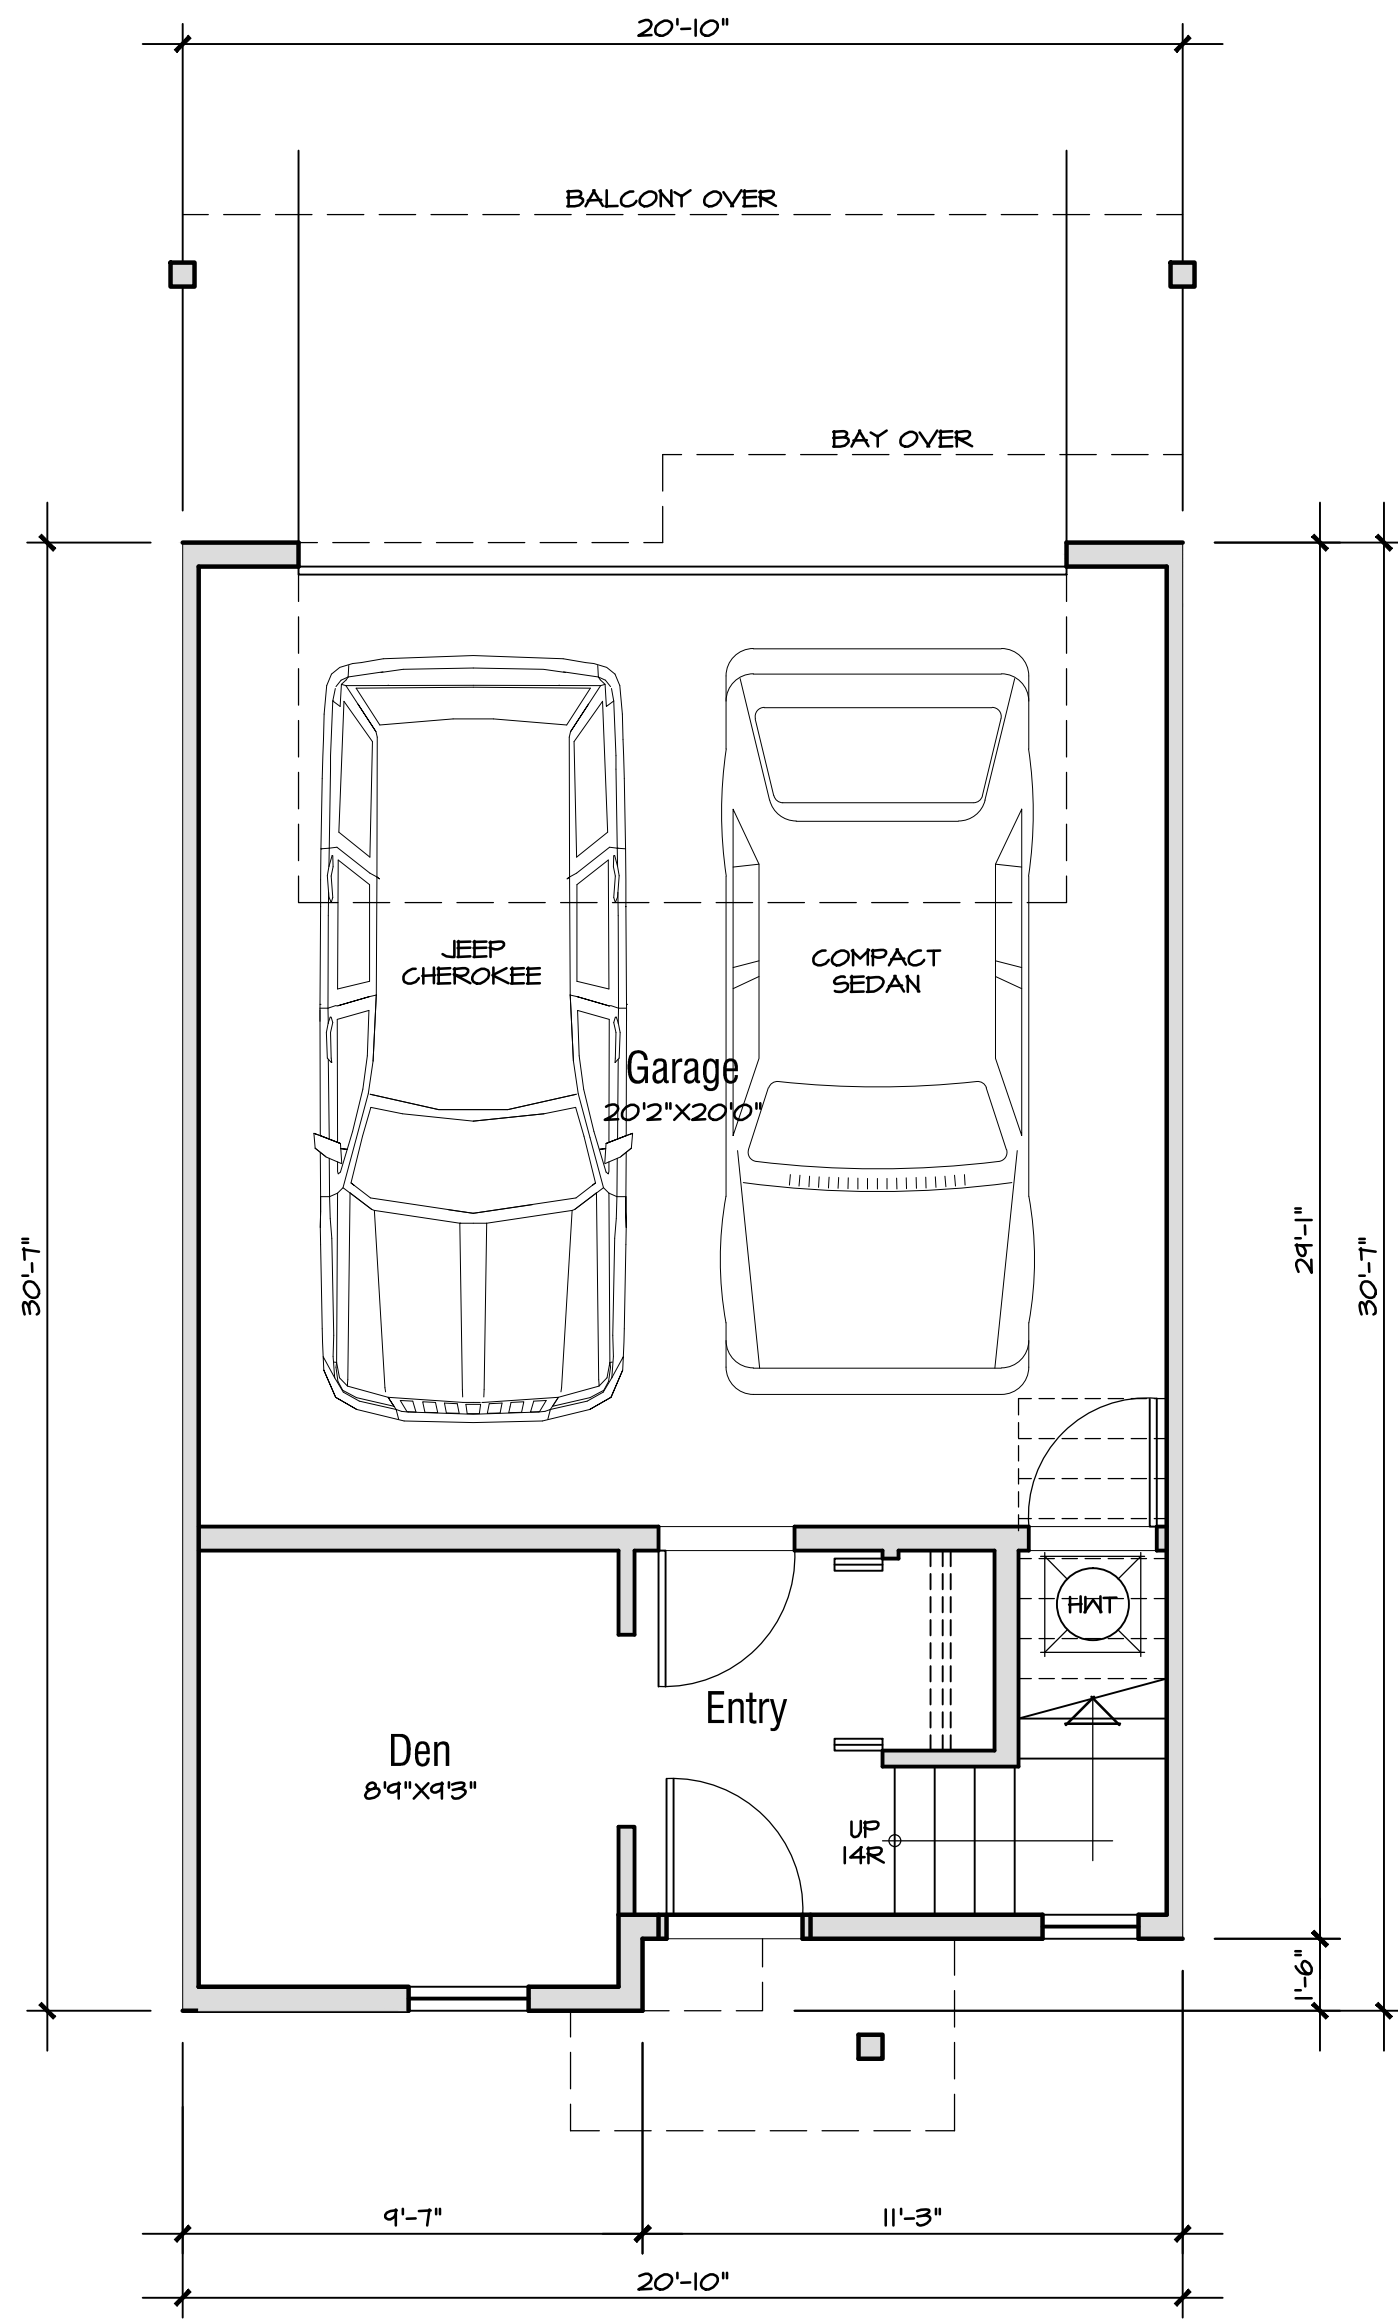 20'-10"
BALCONY OVER
BAY OVER
JEEP
CHEROKEE
COMPACT
SEDAN
Garage
20'2"X20'0"
30'-7"
29'-1"
30'-7"
HWT
Entry
Den
8'9"X9'3"
UP
14R
1'-6"
9'-7"
11'-3"
20'-10"